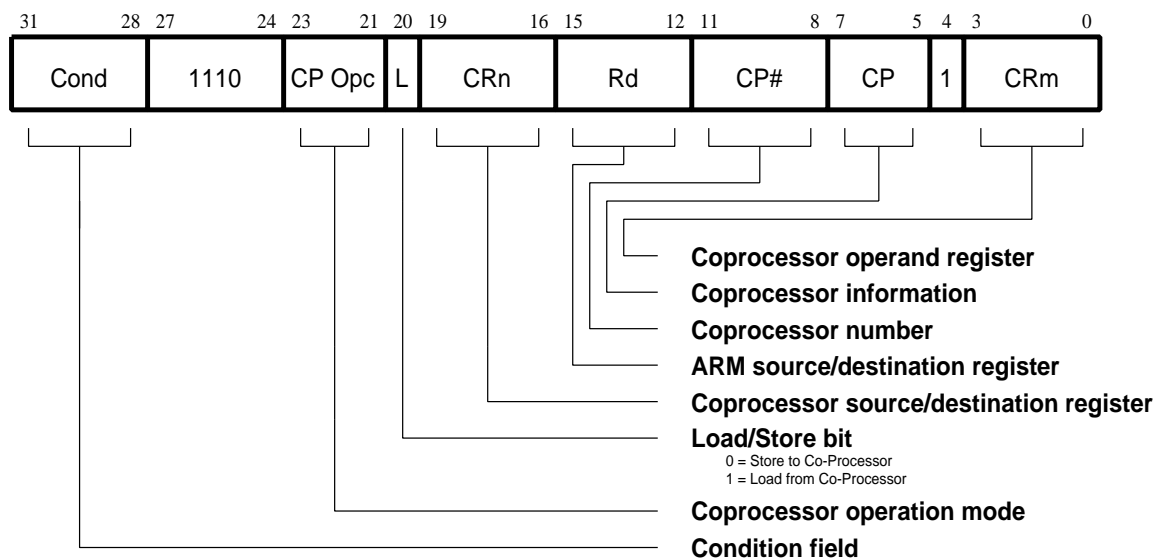 31 28 27 24 23 21 20 19 16 15 12 11 8 7 5 4 3 0
Cond 1110 CP Opc L CRn Rd CP# CP 1 CRm
Coprocessor operand register
Coprocessor information
Coprocessor number
ARM source/destination register
Coprocessor source/destination register
Load/Store bit
0 = Store to Co-Processor
1 = Load from Co-Processor
Coprocessor operation mode
Condition field